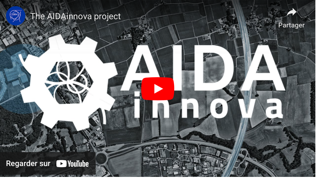 The AIDAinnova project
Partager
AIDA
innova
Regarder sur YouTube